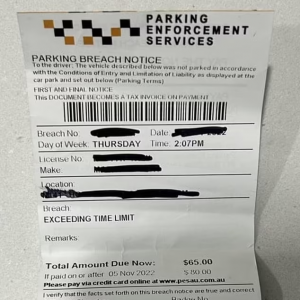 PARKING
ENFORCEMENT
SERVICES
PARKING BREACH NOTICE
To the driver: The vehicle described below was not parked in accordance
with the Conditions of Entry and Limitation of Liability as displayed at the
car park and set out below (Parking Terms)
FIRST AND FINAL NOTICE
This DOCUMENT BECOMES A TAX INVOICE ON PAYMENT
Breach No. Date:
Day of Week: THURSDAY Time: 2:07PM
License No
Make:
Location
Breach:
EXCEEDING TIME LIMIT
Remarks:
Total Amount Due Now: $65.00
If paid on or after 05 Nov 2022 $ 80.00
Please pay via credit card online at www.pesau.com.au
I verify that the facts set forth on this breach notice are true and correct